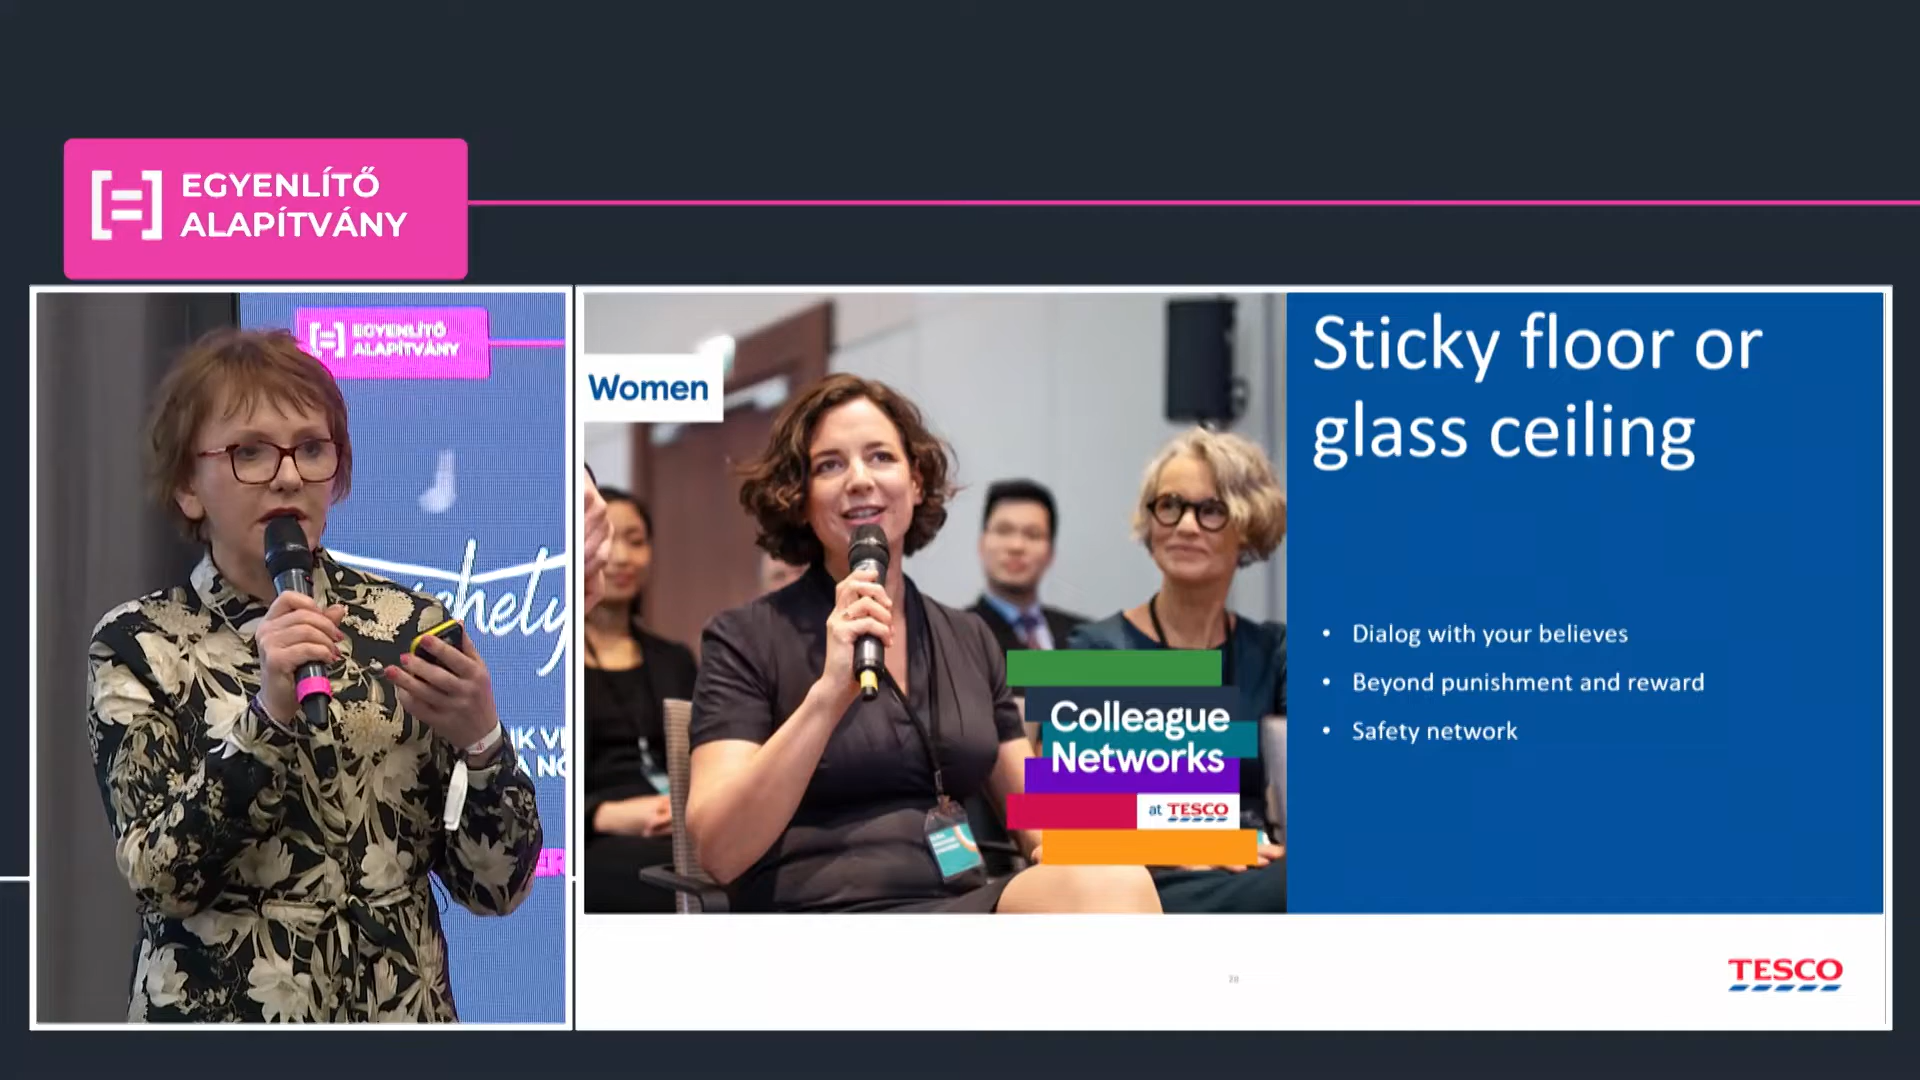 EGYENLÍTŐ
ALAPÍTVÁNY
EGYENLÍTŐ
ALAPÍTVÁNY
Women
Colleague
Networks
at TESCO
Sticky floor or
glass ceiling
• Dialog with your believes
• Beyond punishment and reward
• Safety network
TESCO